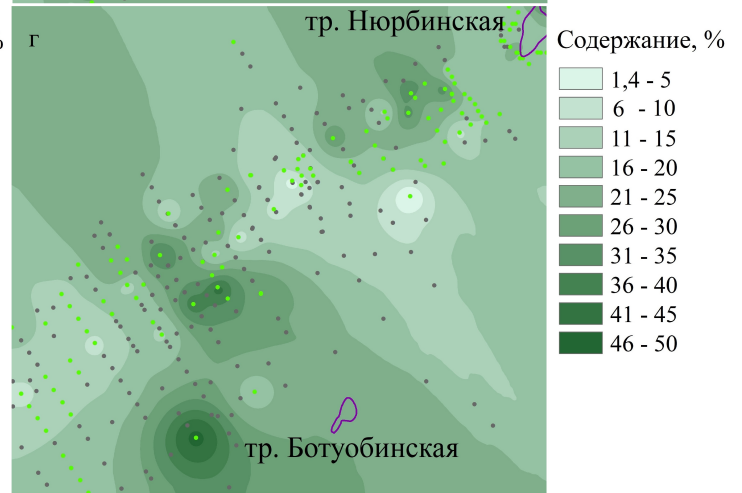 г
тр. Нюрбинская
тр. Ботуобинская
Содержание, %
1,4 - 5
6 - 10
11 - 15
16 - 20
21 - 25
26 - 30
31 - 35
36 - 40
41 - 45
46 - 50